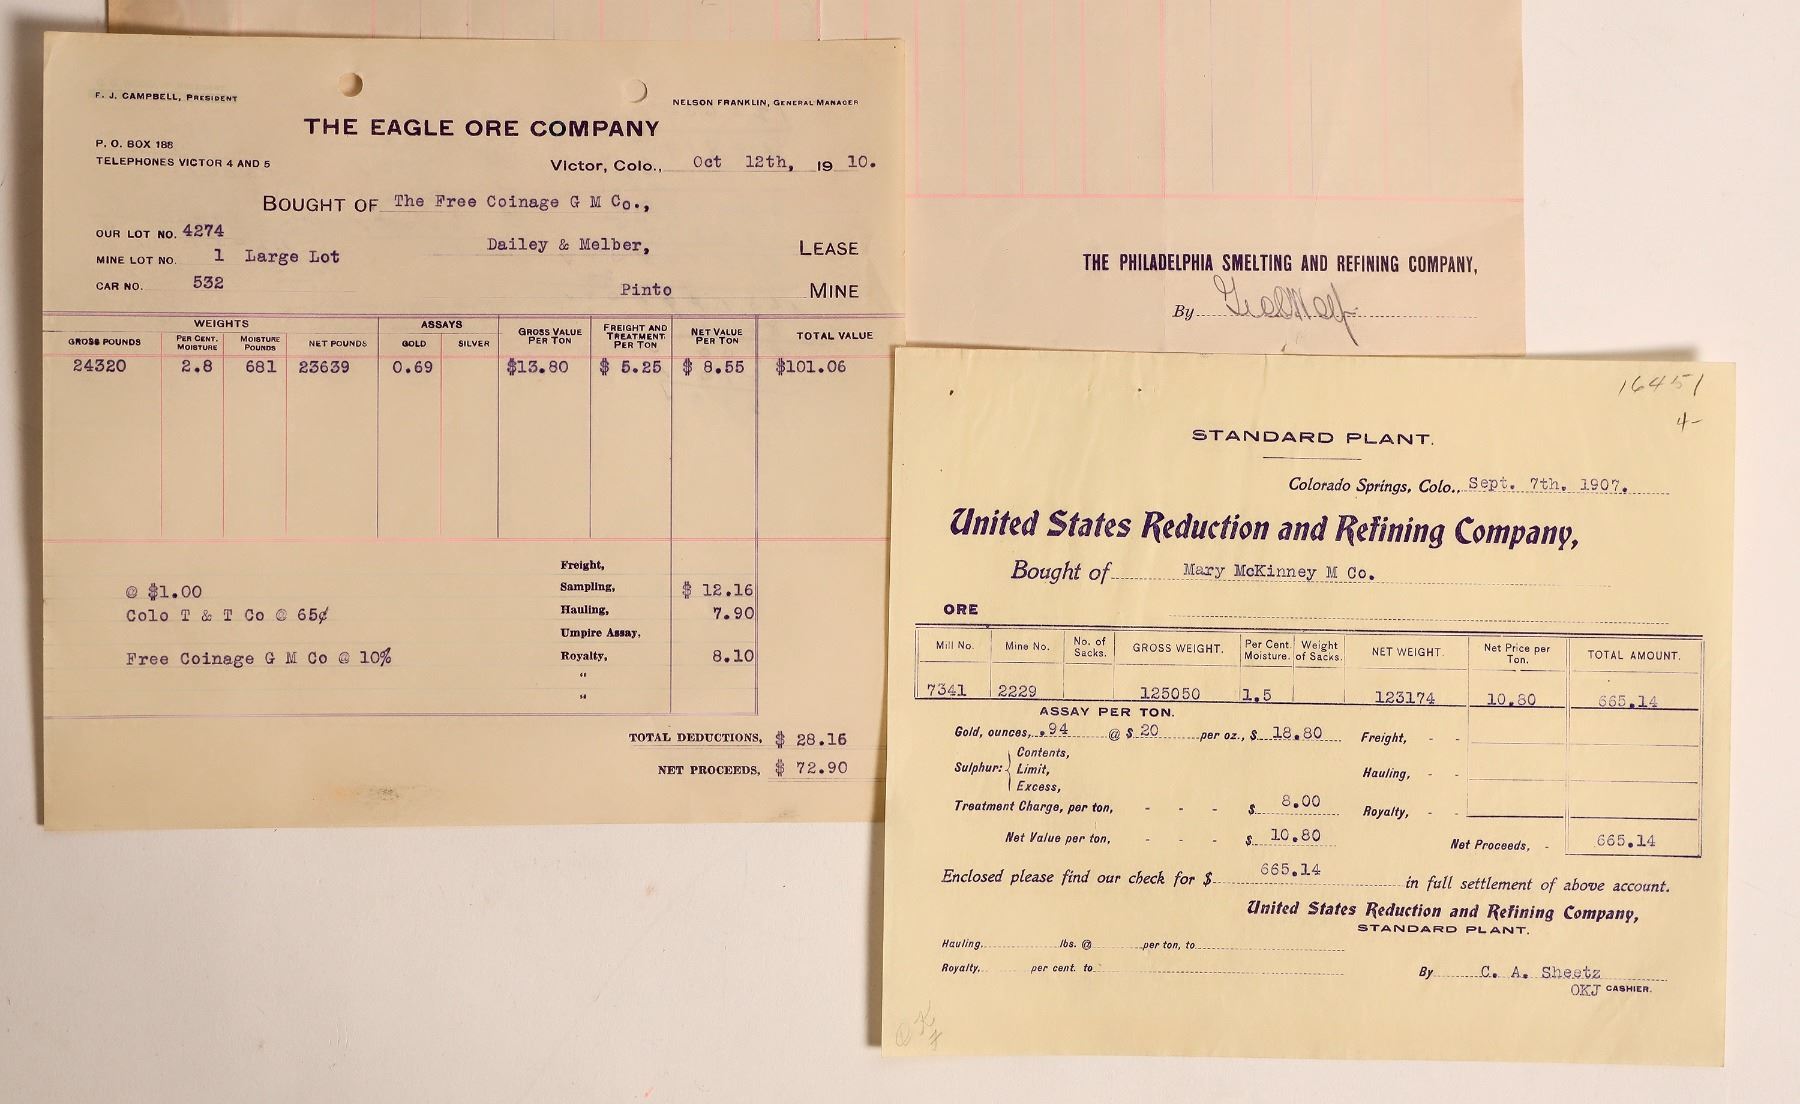 F. J. CAMPBELL, PRESIDENT
NELSON FRANKLIN, GENERAL MANAGER
THE EAGLE ORE COMPANY
P. O. BOX 188
TELEPHONES VICTOR 4 AND 5
Victor, Colo., Oct 12th, 19 10.
BOUGHT OF The Free Coinage G M Co.,
OUR LOT NO. 4274
Dailey & Melber, LEASE
MINE LOT NO. 1 Large Lot
CAR NO. 532
Pinto MINE
WEIGHTS ASSAYS
GROSS POUNDS PER CENT. MOISTURE MOISTURE POUNDS NET POUNDS GOLD SILVER GROSS VALUE PER TON FREIGHT AND TREATMENT PER TON NET VALUE PER TON TOTAL VALUE
24320 2.8 681 23639 0.69 $13.80 $ 5.25 $ 8.55 $101.06
Freight,
@ $1.00 Sampling, $ 12.16
Colo T & T Co @ 65¢ Hauling, 7.90
Umpire Assay,
Free Coinage G M Co @ 10% Royalty, 8.10
"
"
TOTAL DEDUCTIONS, $ 28.16
NET PROCEEDS, $ 72.90
THE PHILADELPHIA SMELTING AND REFINING COMPANY,
By
16451
4-
STANDARD PLANT.
Colorado Springs, Colo., Sept. 7th. 1907.
United States Reduction and Refining Company,
Bought of Mary McKinney M Co.
ORE
Mill No. Mine No. No. of Sacks. GROSS WEIGHT. Per Cent. Moisture. Weight of Sacks. NET WEIGHT. Net Price per Ton. TOTAL AMOUNT.
7341 2229 125050 1.5 123174 10.80 665.14
ASSAY PER TON.
Gold, ounces, .94 @ $ 20 per oz., $ 18.80 Freight, - -
Sulphur: Contents,
Limit, Hauling, - -
Excess,
Treatment Charge, per ton, - - - $ 8.00 Royalty, - -
Net Value per ton, - - - $ 10.80 Net Proceeds, - 665.14
Enclosed please find our check for $ 665.14 in full settlement of above account.
United States Reduction and Refining Company,
STANDARD PLANT.
Hauling, lbs. @ per ton, to
Royalty, per cent. to
By C. A. Sheetz
OKJ CASHIER.